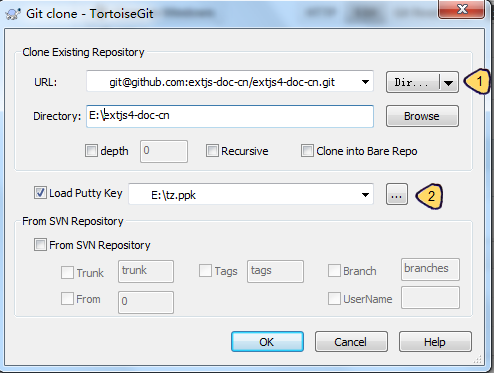 Git clone - TortoiseGit
Clone Existing Repository
URL: git@github.com:extjs-doc-cn/extjs4-doc-cn.git Dir... 1
Directory: E:\extjs4-doc-cn Browse
depth 0 Recursive Clone into Bare Repo
Load Putty Key E:\tz.ppk ... 2
From SVN Repository
From SVN Repository
Trunk trunk Tags tags Branch branches
From 0 UserName
OK Cancel Help